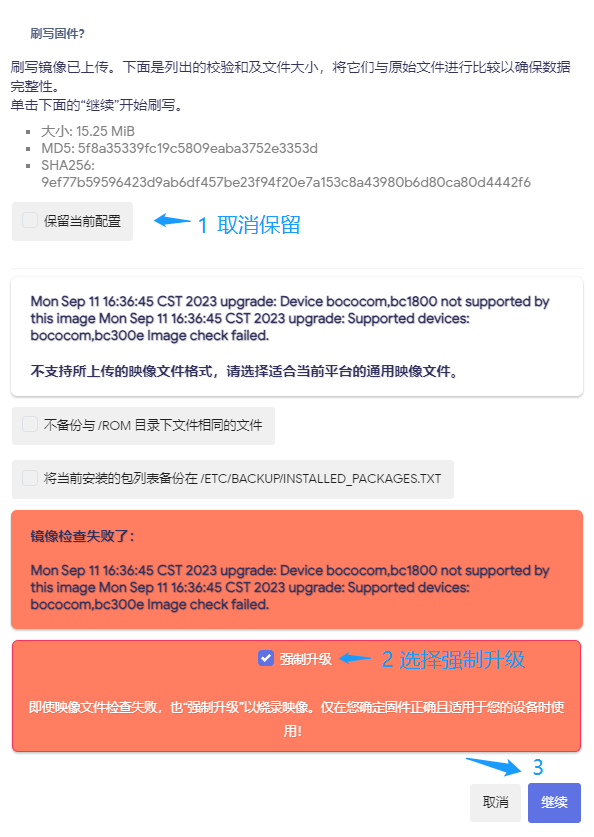 刷写固件?
刷写镜像已上传。下面是列出的校验和及文件大小，将它们与原始文件进行比较以确保数据
完整性。
单击下面的“继续”开始刷写。
大小: 15.25 MiB
MD5: 5f8a35339fc19c5809eaba3752e3353d
SHA256:
9ef77b59596423d9ab6df457be23f94f20e7a153c8a43980b6d80ca80d4442f6
保留当前配置
1 取消保留
Mon Sep 11 16:36:45 CST 2023 upgrade: Device bococom,bc1800 not supported by
this image Mon Sep 11 16:36:45 CST 2023 upgrade: Supported devices:
bococom,bc300e Image check failed.
不支持所上传的映像文件格式，请选择适合当前平台的通用映像文件。
不备份与 /ROM 目录下文件相同的文件
将当前安装的包列表备份在 /ETC/BACKUP/INSTALLED_PACKAGES.TXT
镜像检查失败了：
Mon Sep 11 16:36:45 CST 2023 upgrade: Device bococom,bc1800 not supported by
this image Mon Sep 11 16:36:45 CST 2023 upgrade: Supported devices:
bococom,bc300e Image check failed.
强制升级
2 选择强制升级
即使映像文件检查失败，也“强制升级”以烧录映像。仅在您确定固件正确且适用于您的设备时使
用！
3
取消
继续